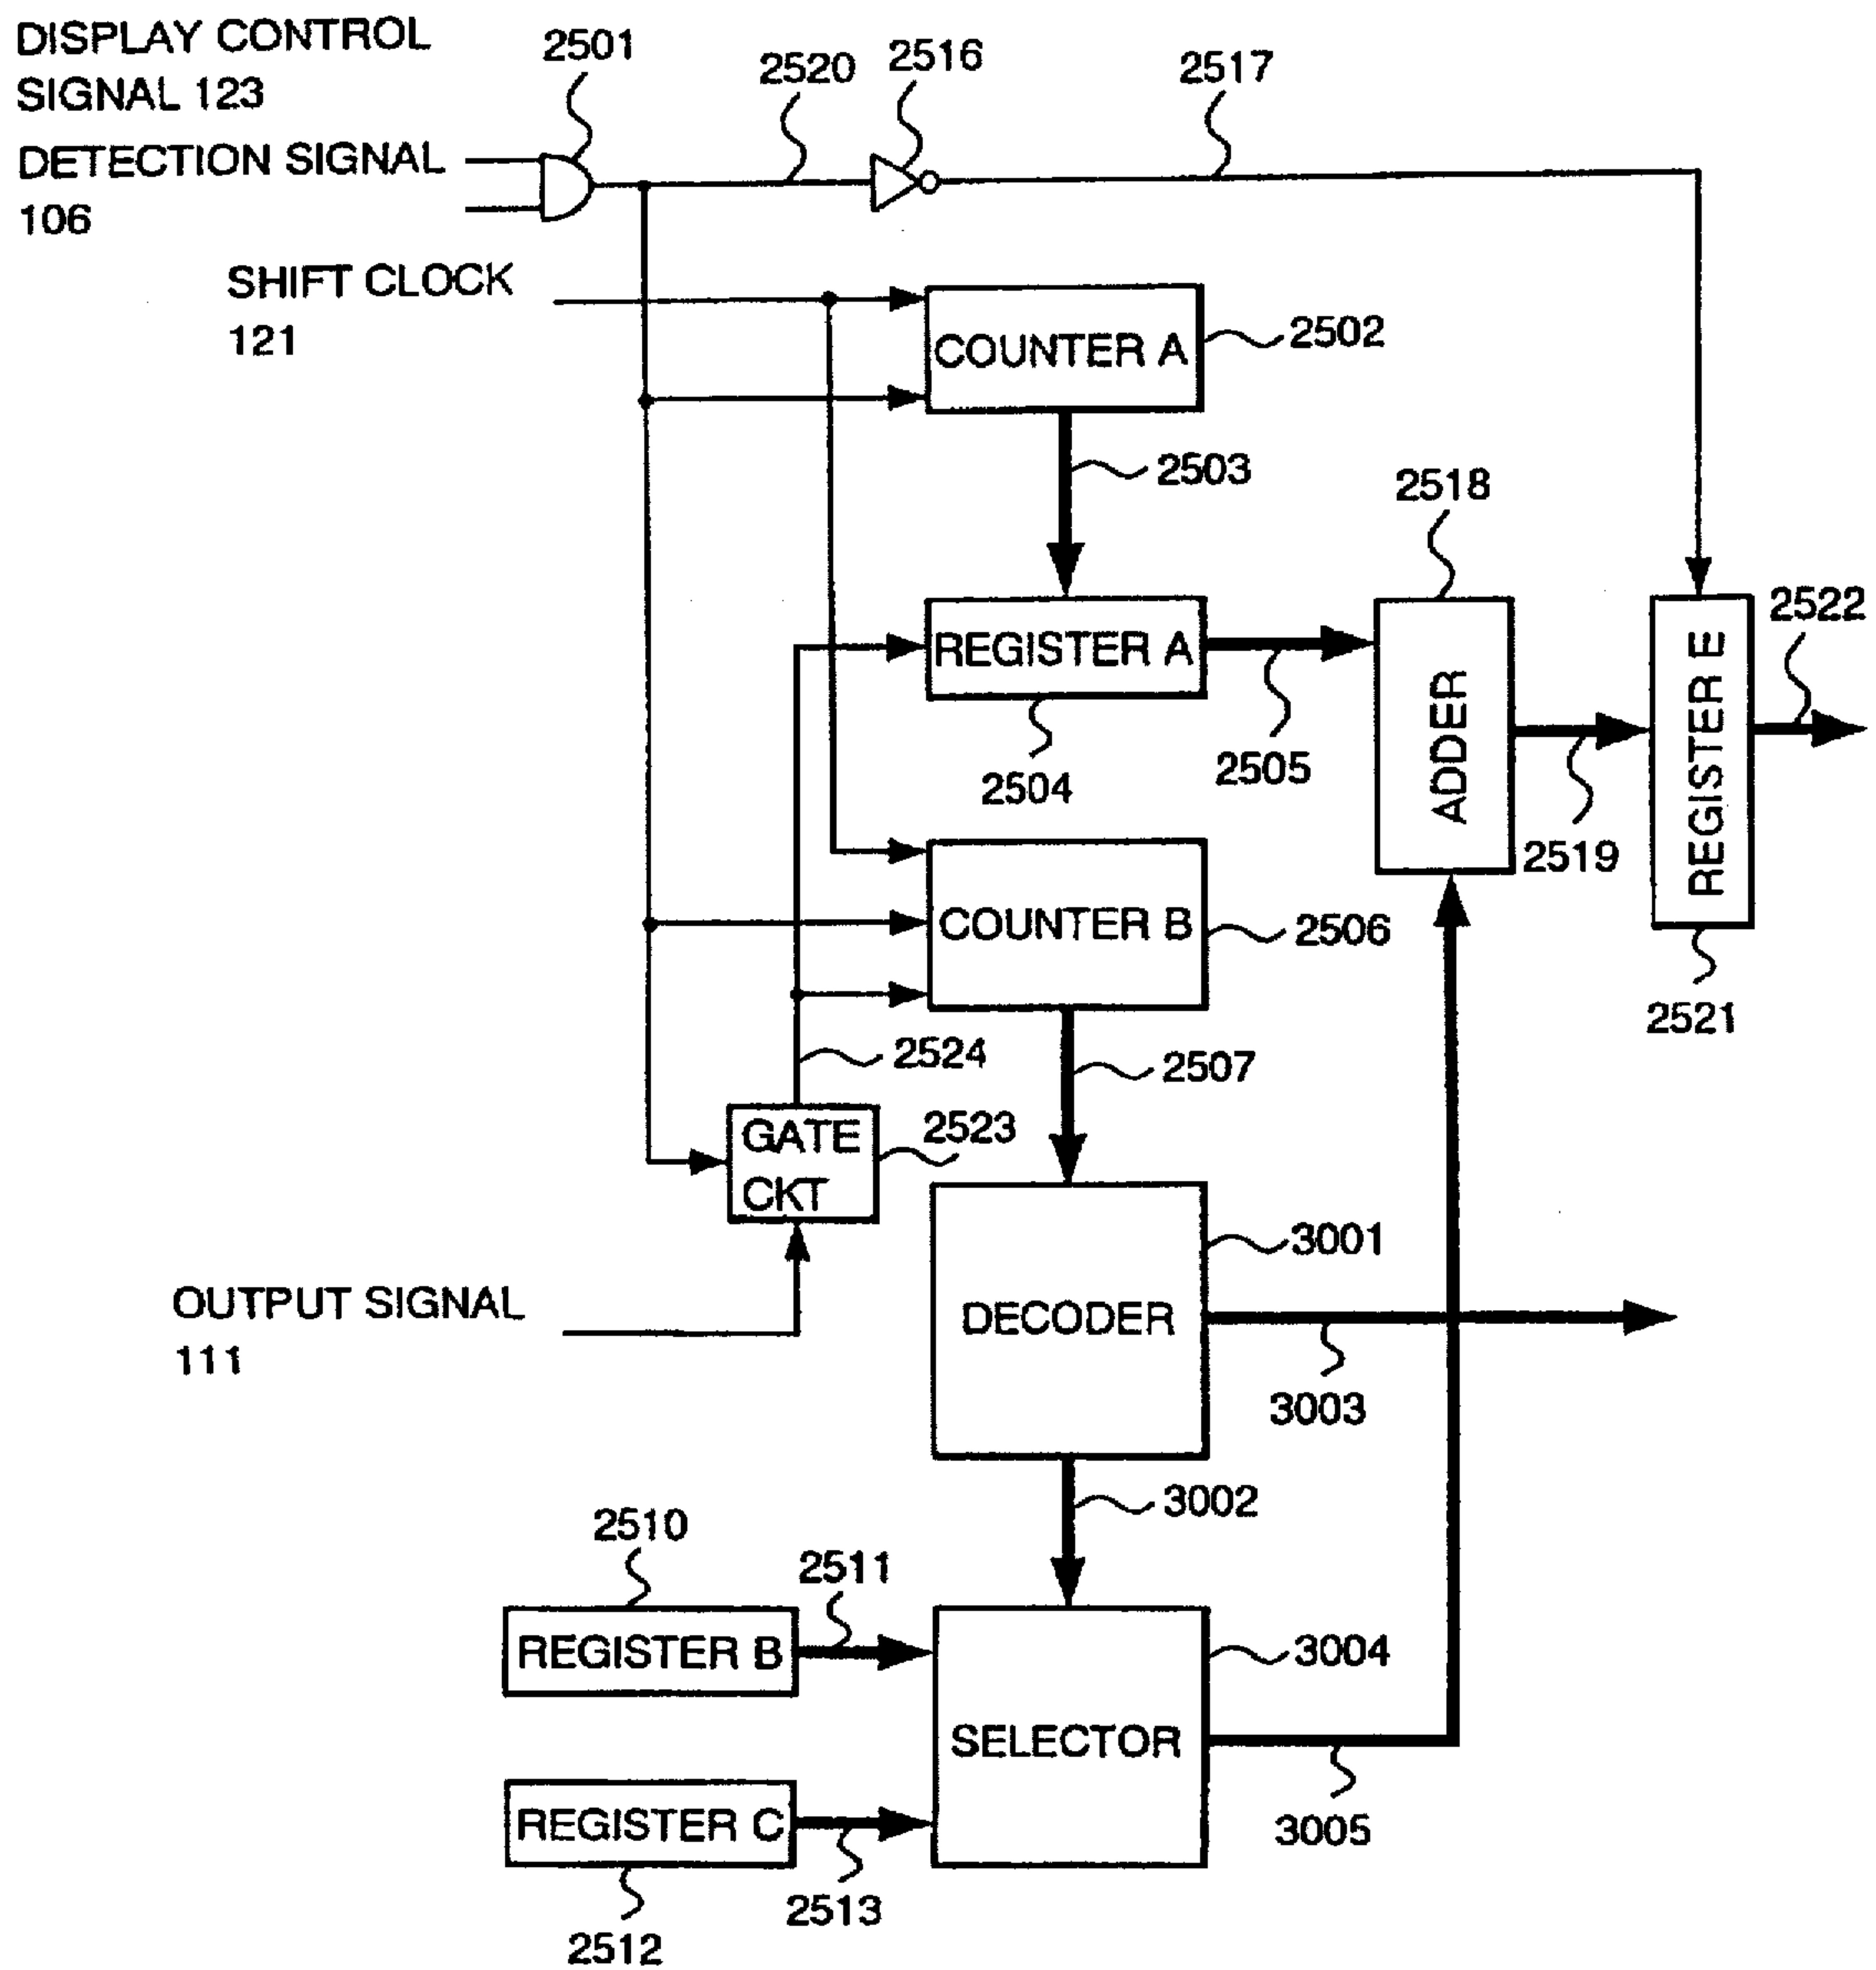 DISPLAY CONTROL
SIGNAL 123
2501
2520
2516
2517
DETECTION SIGNAL
106
SHIFT CLOCK
121
COUNTER A
2502
2503
2518
REGISTER A
2504
2505
ADDER
2519
REGISTER E
2522
2521
COUNTER B
2506
2524
2507
GATE
CKT
2523
OUTPUT SIGNAL
111
DECODER
3001
3003
3002
2510
2511
REGISTER B
SELECTOR
3004
3005
REGISTER C
2513
2512